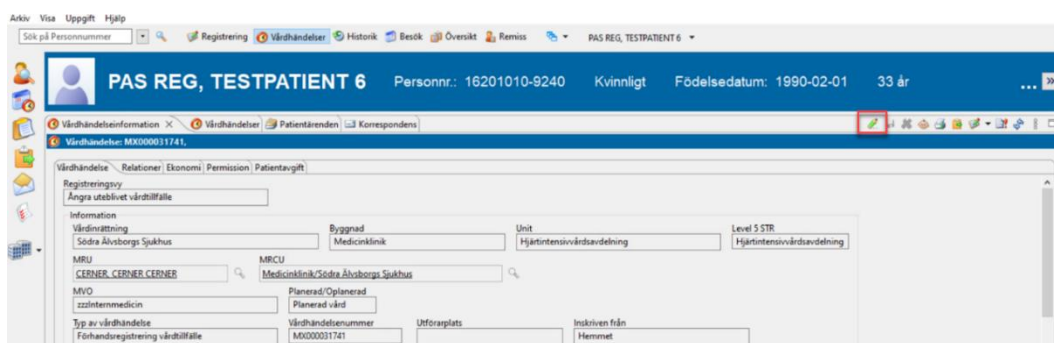 Arkiv Visa Uppgift Hjälp
Sök på Personnummer Registrering Vårdhändelser Historik Besök Översikt Remiss PAS REG, TESTPATIENT 6
PAS REG, TESTPATIENT 6 Personnr.: 16201010-9240 Kvinnligt Födelsedatum: 1990-02-01 33 år ...
Vårdhändelseinformation Vårdhändelser Patientärenden Korrespondens
Vårdhändelse: MX000031741,
Vårdhändelse Relationer Ekonomi Permission Patientavgift
Registreringsvy
Ångra uteblivet vårdtillfälle
Information
Vårdinrättning Byggnad Unit Level 5 STR
Södra Älvsborgs Sjukhus Medicinklinik Hjärtintensivvårdsavdelning Hjärtintensivvårdsavdelning
MRU MRCU
CERNER, CERNER CERNER Medicinklinik/Södra Älvsborgs Sjukhus
MVO Planerad/Oplanerad
zzzInternmedicin Planerad vård
Typ av vårdhändelse Vårdhändelsenummer Utförarplats Inskriven från
Förhandsregistrering vårdtillfälle MX000031741 Hemmet